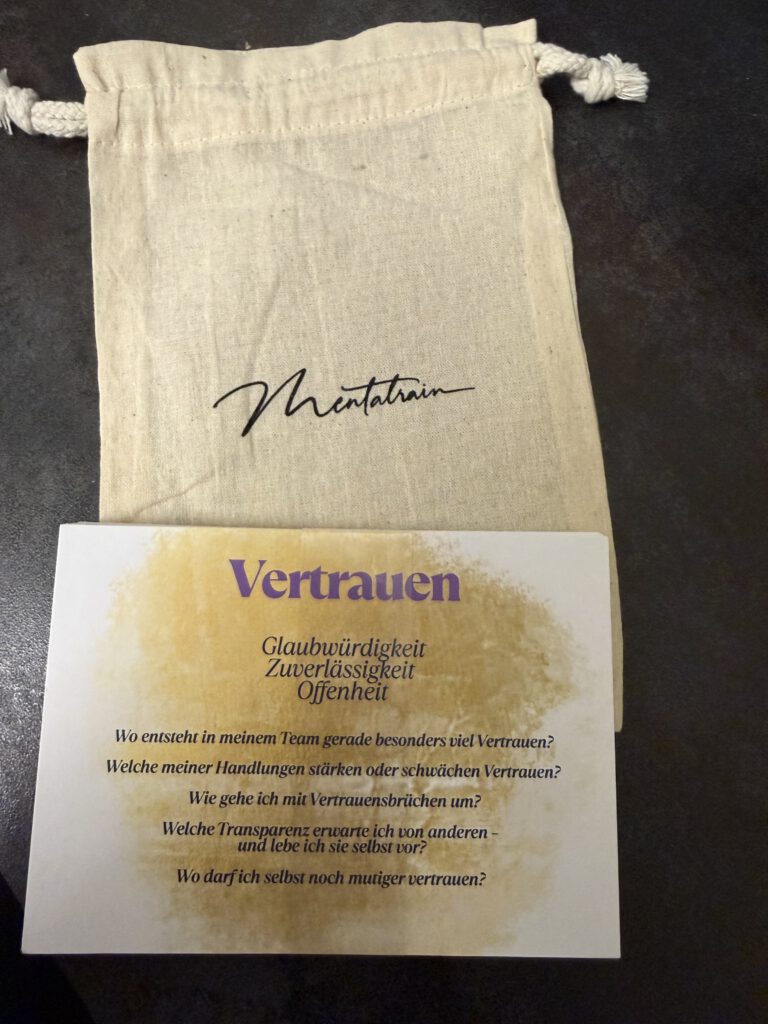 Mentatrain
Vertrauen
Glaubwürdigkeit
Zuverlässigkeit
Offenheit
Wo entsteht in meinem Team gerade besonders viel Vertrauen?
Welche meiner Handlungen stärken oder schwächen Vertrauen?
Wie gehe ich mit Vertrauensbrüchen um?
Welche Transparenz erwarte ich von anderen –
und lebe ich sie selbst vor?
Wo darf ich selbst noch mutiger vertrauen?